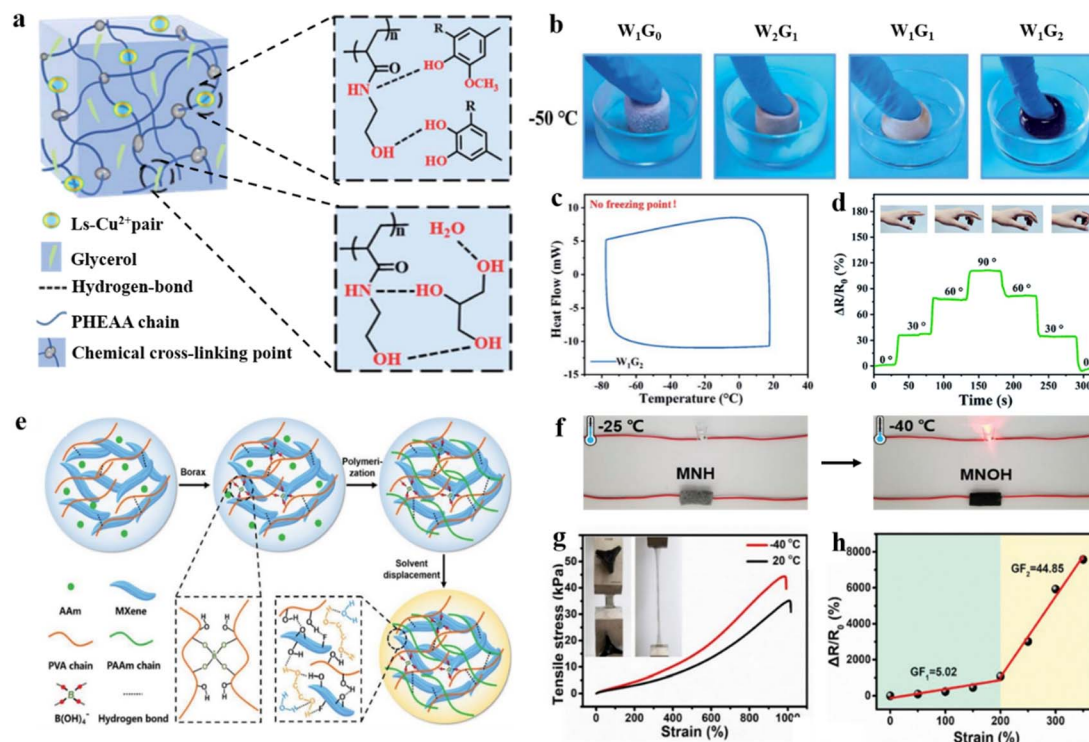 a
Ls-Cu²⁺pair
Glycerol
Hydrogen-bond
PHEAA chain
Chemical cross-linking point
n
R
O
HN
HO
OCH₃
R
HO
OH
HO
n
H₂O
O
OH
HN
HO
OH
OH
b
W₁G₀ W₂G₁ W₁G₁ W₁G₂
-50 °C
c
No freezing point!
Heat Flow (mW)
10
5
0
-5
-10
-15
W₁G₂
-80 -60 -40 -20 0 20 40
Temperature (°C)
d
ΔR/R₀ (%)
180
150
120
90
60
30
0
0 °
30 °
60 °
90 °
60 °
30 °
0
0 50 100 150 200 250 300
Time (s)
e
Borax
Polymeri-
zation
Solvent
displacement
AAm MXene
PVA chain PAAm chain
B
B(OH)₄⁻ Hydrogen bond
f
-25 °C
MNH
-40 °C
MNOH
g
Tensile stress (kPa)
60
50
40
30
20
10
0
-40 °C
20 °C
0 200 400 600 800 1000
Strain (%)
h
ΔR/R₀ (%)
8000
6000
4000
2000
0
GF₂=44.85
GF₁=5.02
0 100 200 300
Strain (%)